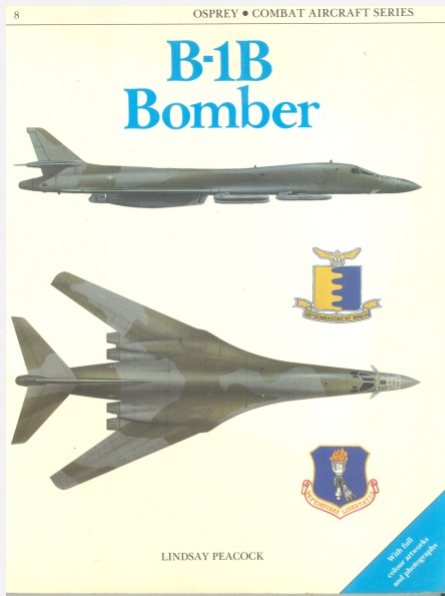 8
OSPREY • COMBAT AIRCRAFT SERIES
B-1B
Bomber
LINDSAY PEACOCK
With full
colour artworks
and photographs